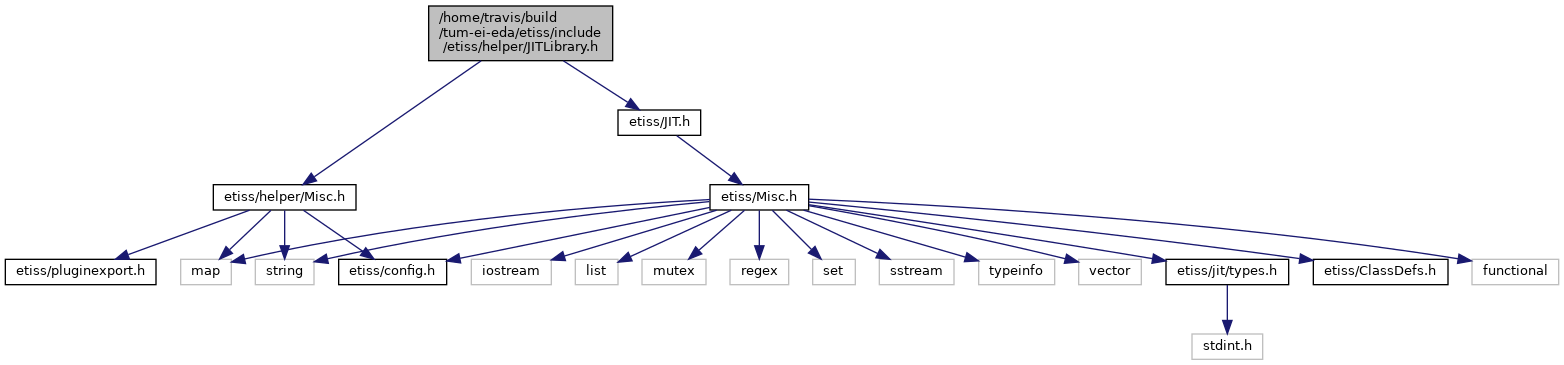 /home/travis/build
/tum-ei-eda/etiss/include
/etiss/helper/JITLibrary.h
etiss/JIT.h
etiss/helper/Misc.h
etiss/Misc.h
etiss/pluginexport.h
map
string
etiss/config.h
iostream
list
mutex
regex
set
sstream
typeinfo
vector
etiss/jit/types.h
etiss/ClassDefs.h
functional
stdint.h